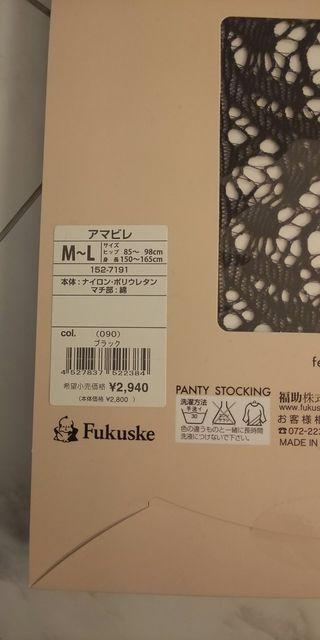 アマビレ
M~L サイズ
ヒップ 85~ 98cm
身長 150~165cm
152-7191
本体:ナイロン・ポリウレタン
マチ部:綿
col. (090)
ブラック
4 527837 522384
希望小売価格 ¥2,940
(本体価格 ¥2,800 )
Fukuske
fe
PANTY STOCKING
洗濯方法
手洗イ
30
色の違うものと一緒に長時間
洗液につけないで下さい。
福助株式
www.fukus
お客様相
☎072-22
MADE IN